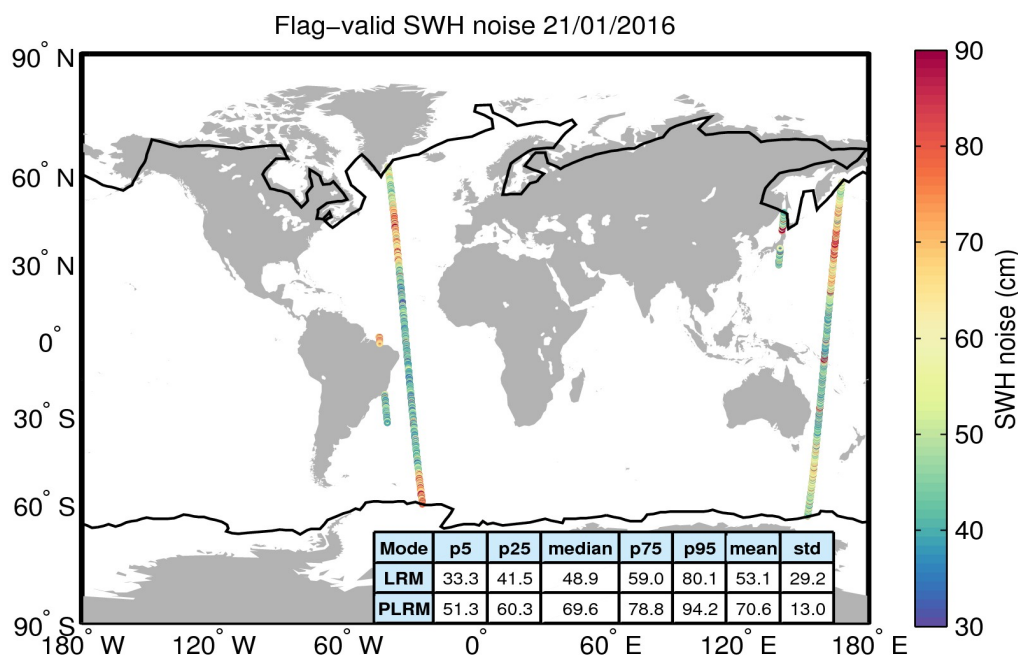 Flag−valid SWH noise 21/01/2016
90° N
60° N
30° N
0°
30° S
60° S
90° S
180° W
120° W
60° W
0°
60° E
120° E
180° E
Mode p5 p25 median p75 p95 mean std
LRM 33.3 41.5 48.9 59.0 80.1 53.1 29.2
PLRM 51.3 60.3 69.6 78.8 94.2 70.6 13.0
90
80
70
60
50
40
30
SWH noise (cm)